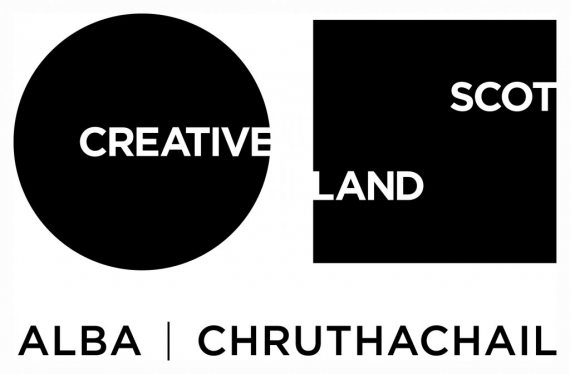 CREATIVE
SCOT
LAND
ALBA | CHRUTHACHAIL